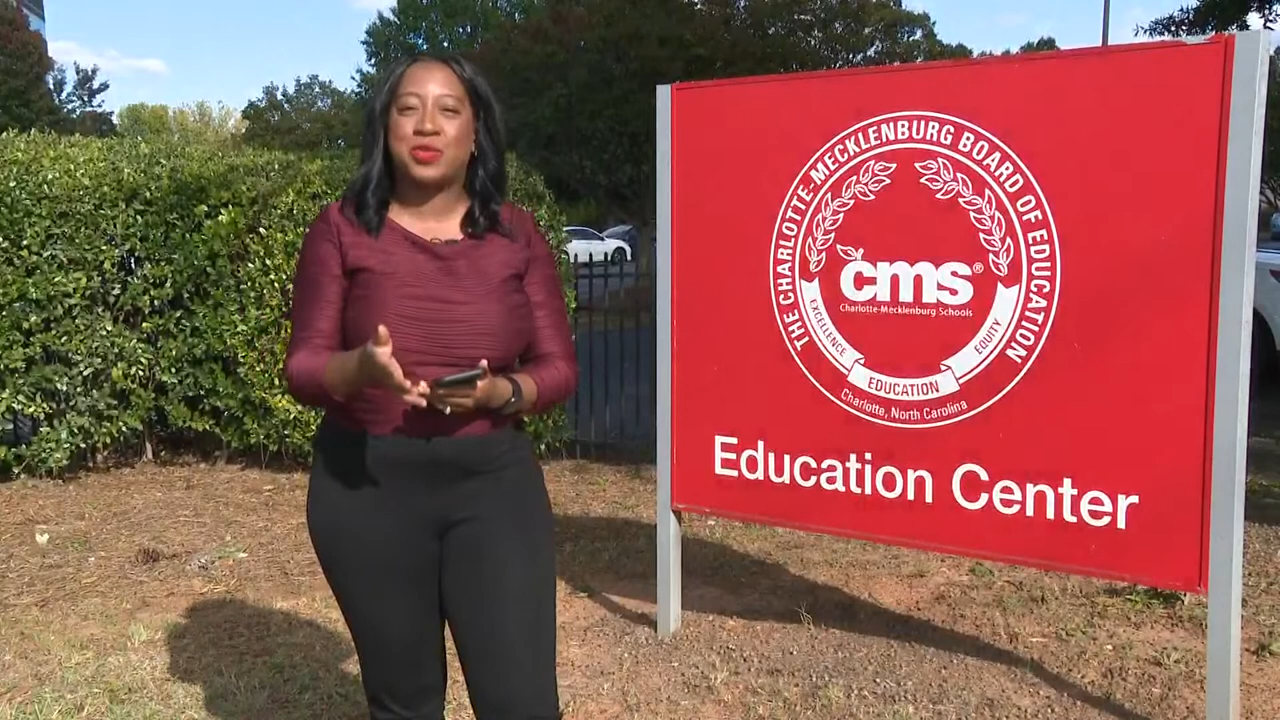 THE CHARLOTTE-MECKLENBURG BOARD OF EDUCATION
cms®
Charlotte-Mecklenburg Schools
EXCELLENCE
EDUCATION
EQUITY
Charlotte, North Carolina
Education Center